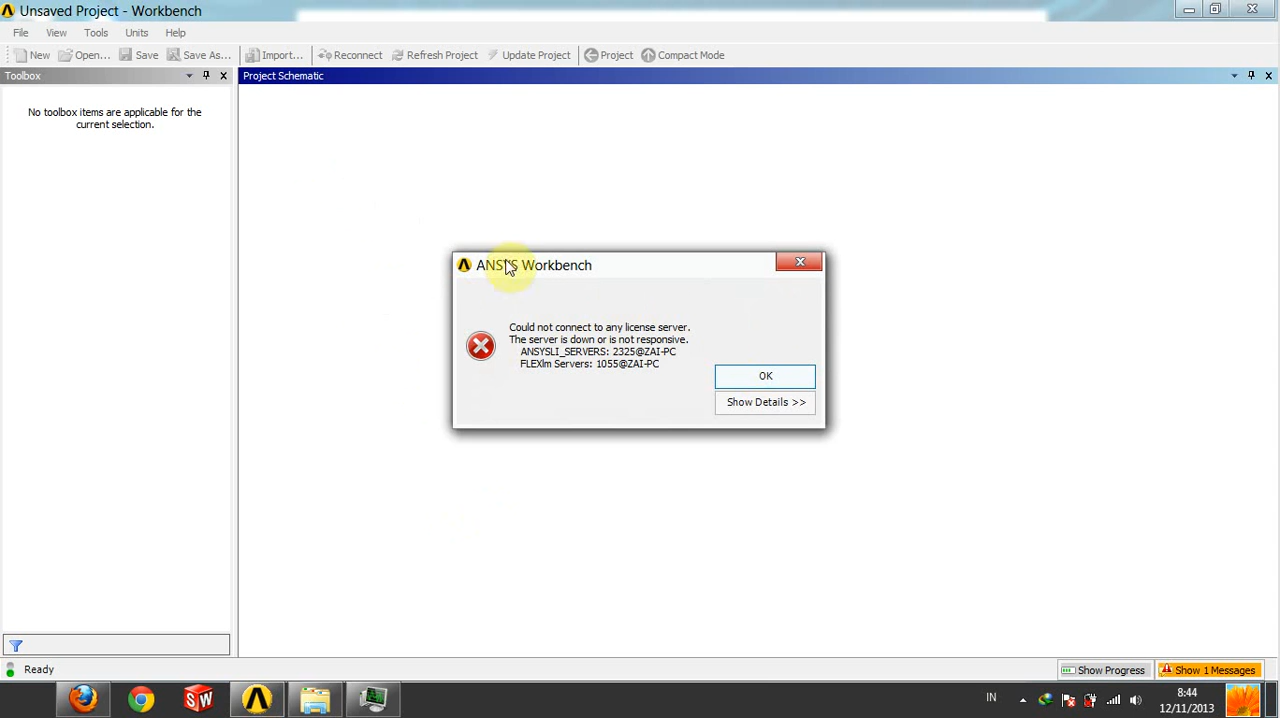 Unsaved Project - Workbench
File View Tools Units Help
New Open... Save Save As... Import... Reconnect Refresh Project Update Project Project Compact Mode
Toolbox
Project Schematic
No toolbox items are applicable for the
current selection.
ANSYS Workbench
Could not connect to any license server.
The server is down or is not responsive.
ANSYSLI_SERVERS: 2325@ZAI-PC
FLEXlm Servers: 1055@ZAI-PC
OK
Show Details >>
Ready
Show Progress
Show 1 Messages
SW
IN
8:44
12/11/2013